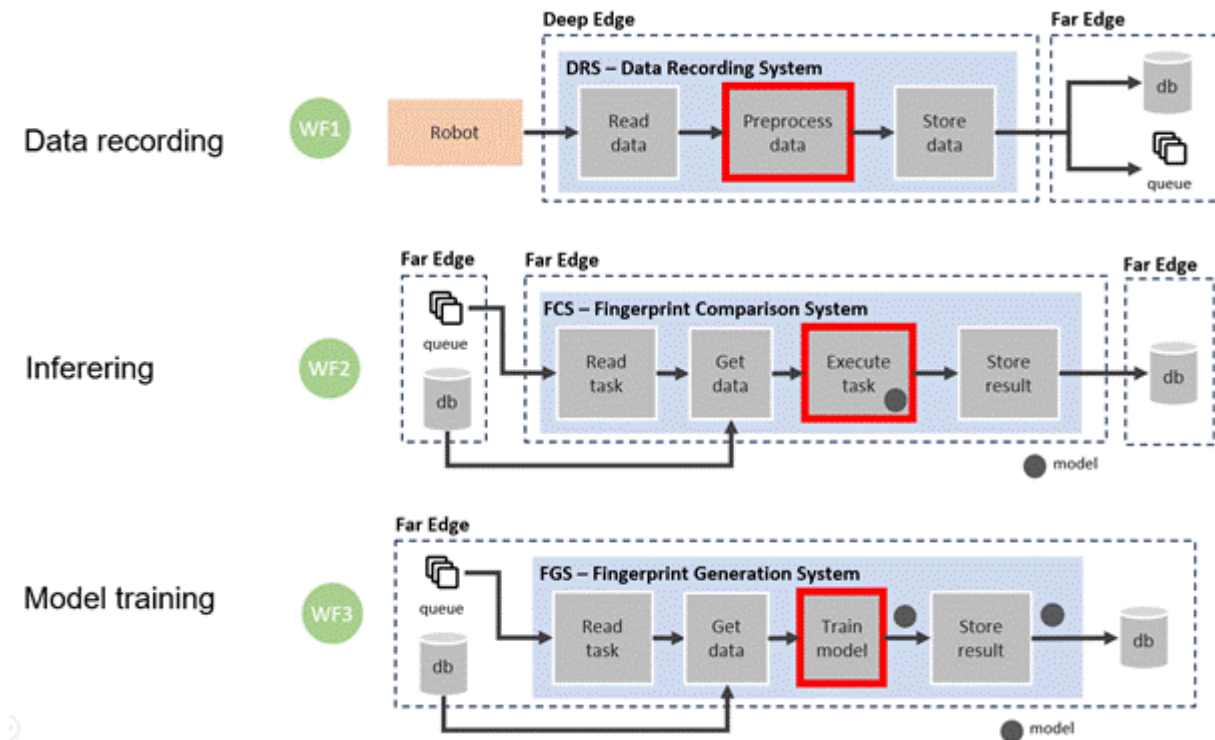 Deep Edge
Far Edge
DRS – Data Recording System
Data recording
WF1
Robot
Read
data
Preprocess
data
Store
data
db
queue
Far Edge
Far Edge
Far Edge
FCS – Fingerprint Comparison System
Inferering
WF2
queue
db
Read
task
Get
data
Execute
task
Store
result
db
model
Far Edge
FGS – Fingerprint Generation System
Model training
WF3
queue
db
Read
task
Get
data
Train
model
Store
result
db
model